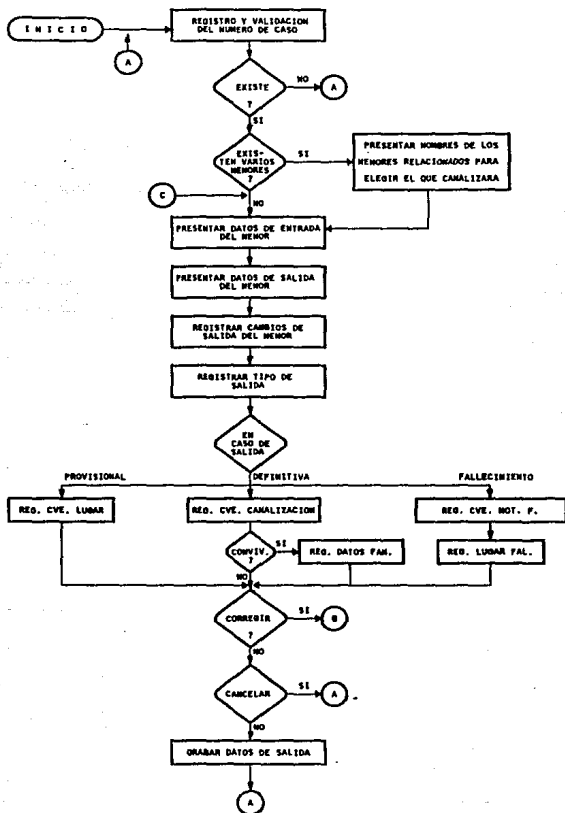 INICIO
REGISTRO Y VALIDACION
DEL NUMERO DE CASO
A
EXISTE
?
NO
A
SI
EXIS-
TEN VARIOS
MENORES
?
SI
PRESENTAR NOMBRES DE LOS
MENORES RELACIONADOS PARA
ELEGIR EL QUE CANALIZARA
C
NO
PRESENTAR DATOS DE ENTRADA
DEL MENOR
PRESENTAR DATOS DE SALIDA
DEL MENOR
REGISTRAR CAMBIOS DE
SALIDA DEL MENOR
REGISTRAR TIPO DE
SALIDA
EN
CASO DE
SALIDA
PROVISIONAL
DEFINITIVA
FALLECIMIENTO
REG. CVE. LUGAR
REG. CVE. CANALIZACION
REG. CVE. MOT. F.
CONVIV.
?
SI
REG. DATOS FAM.
REG. LUGAR FAL.
NO
CORREGIR
?
SI
B
NO
CANCELAR
SI
A
NO
GRABAR DATOS DE SALIDA
A